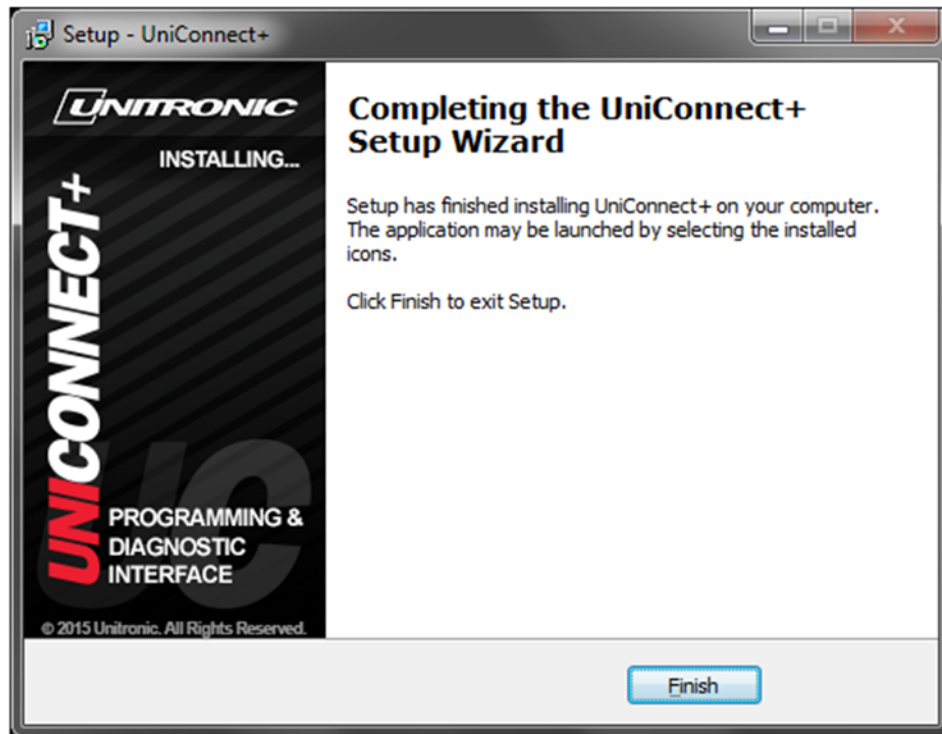 Setup - UniConnect+
UNITRONIC
INSTALLING...
UNICONNECT+
UC
PROGRAMMING &
DIAGNOSTIC
INTERFACE
© 2015 Unitronic. All Rights Reserved.
Completing the UniConnect+
Setup Wizard
Setup has finished installing UniConnect+ on your computer.
The application may be launched by selecting the installed
icons.
Click Finish to exit Setup.
Finish